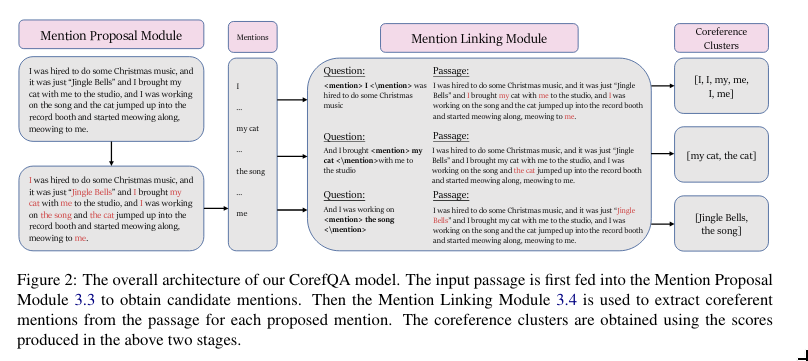 Mention Proposal Module
I was hired to do some Christmas music, and
it was just "Jingle Bells" and I brought my
cat with me to the studio, and I was working
on the song and the cat jumped up into the
record booth and started meowing along,
meowing to me.
I was hired to do some Christmas music, and
it was just "Jingle Bells" and I brought my
cat with me to the studio, and I was working
on the song and the cat jumped up into the
record booth and started meowing along,
meowing to me.
Mentions
I
...
my cat
...
the song
...
me
Mention Linking Module
Question:
<mention> I <\mention> was
hired to do some Christmas
music
Passage:
I was hired to do some Christmas music, and it was just "Jingle
Bells" and I brought my cat with me to the studio, and I was
working on the song and the cat jumped up into the record booth
and started meowing along, meowing to me.
Question:
And I brought <mention> my
cat <\mention>with me to
the studio
Passage:
I was hired to do some Christmas music, and it was just "Jingle
Bells" and I brought my cat with me to the studio, and I was
working on the song and the cat jumped up into the record booth
and started meowing along, meowing to me.
Question:
And I was working on
<mention> the song
<\mention>
Passage:
I was hired to do some Christmas music, and it was just "Jingle
Bells" and I brought my cat with me to the studio, and I was
working on the song and the cat jumped up into the record booth
and started meowing along, meowing to me.
Coreference
Clusters
[I, I, my, me,
I, me]
[my cat, the cat]
[Jingle Bells,
the song]
Figure 2: The overall architecture of our CorefQA model. The input passage is first fed into the Mention Proposal
Module 3.3 to obtain candidate mentions. Then the Mention Linking Module 3.4 is used to extract coreferent
mentions from the passage for each proposed mention. The coreference clusters are obtained using the scores
produced in the above two stages.